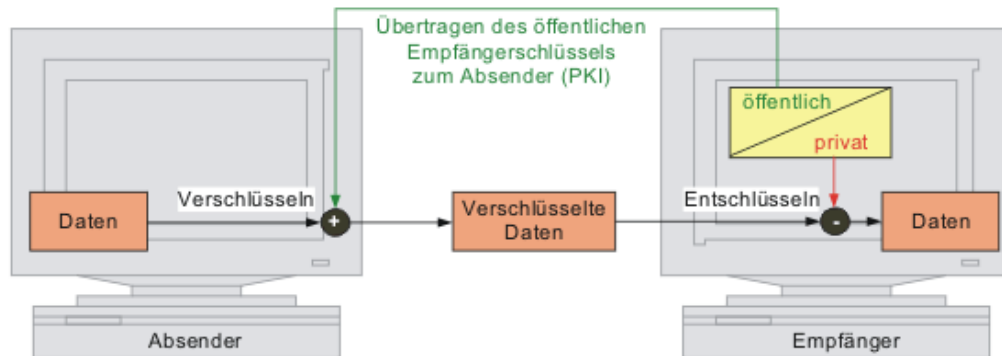 Übertragen des öffentlichen
Empfängerschlüssels
zum Absender (PKI)
öffentlich
privat
Daten
Verschlüsseln
+
Verschlüsselte
Daten
Entschlüsseln
-
Daten
Absender
Empfänger